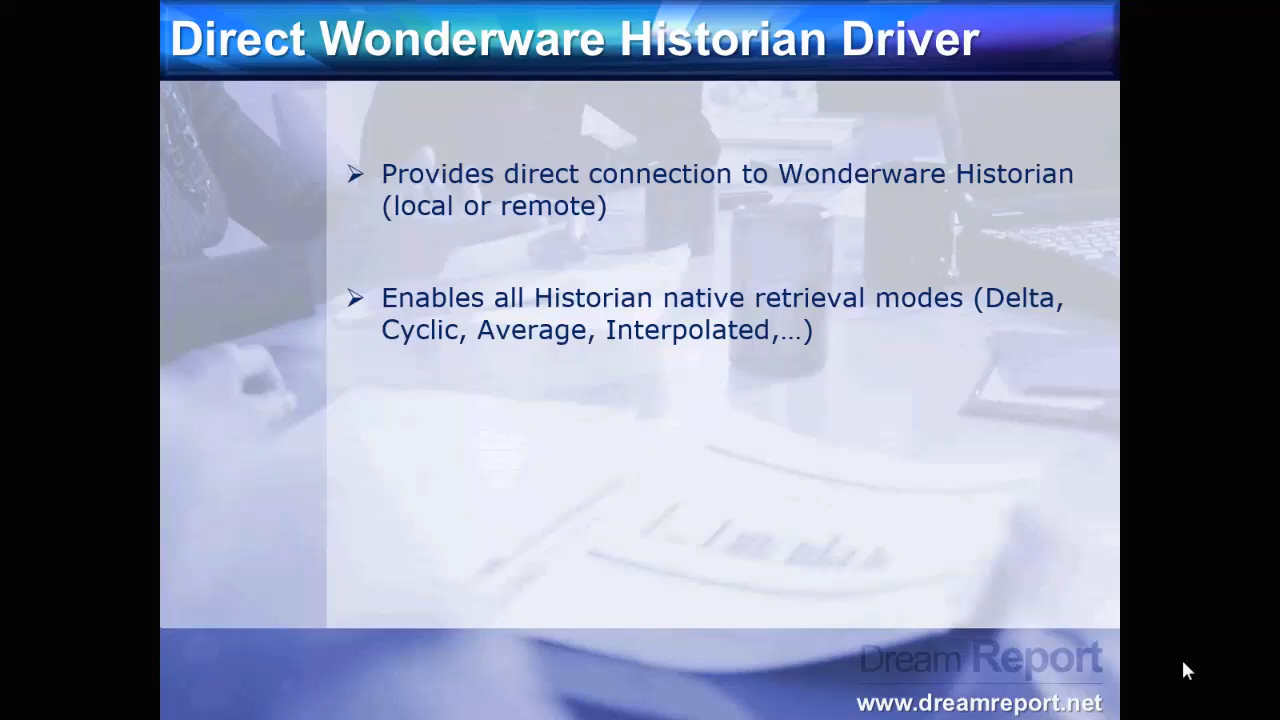 Direct Wonderware Historian Driver
➢ Provides direct connection to Wonderware Historian
(local or remote)
➢ Enables all Historian native retrieval modes (Delta,
Cyclic, Average, Interpolated,...)
Dream Report
www.dreamreport.net